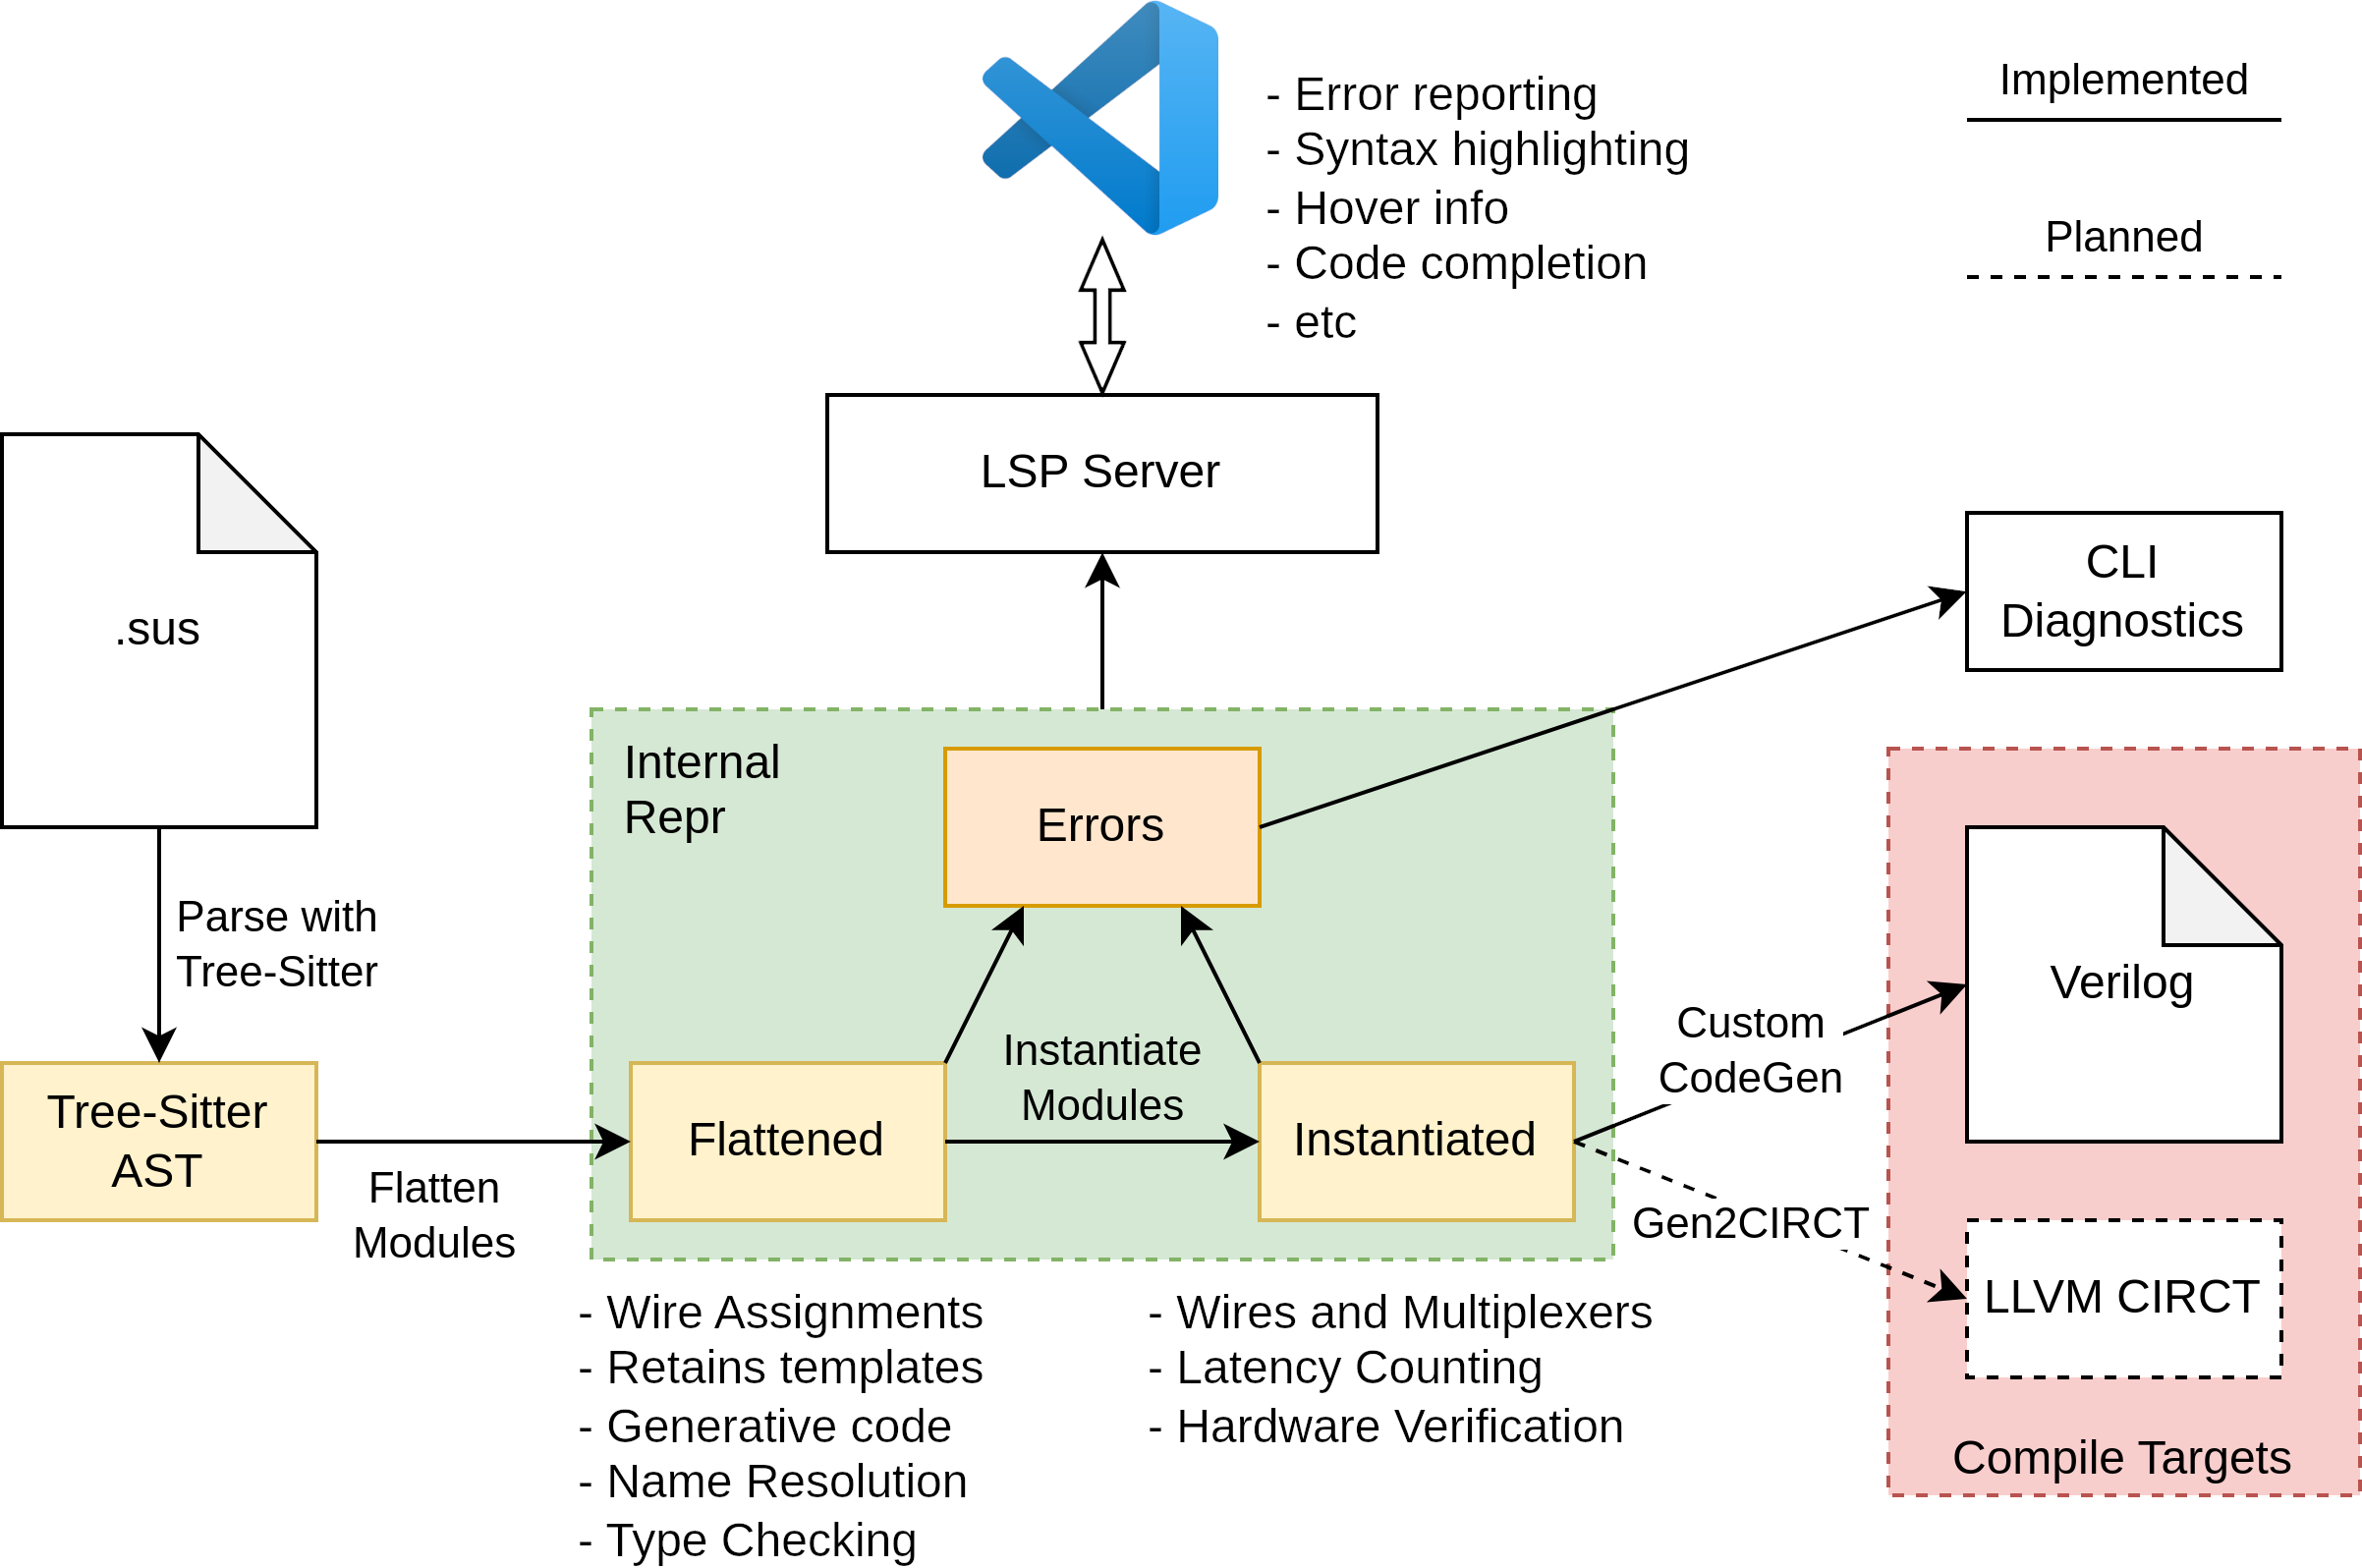 - Error reporting
- Syntax highlighting
- Hover info
- Code completion
- etc
Implemented
Planned
LSP Server
.sus
CLI
Diagnostics
Internal
Repr
Errors
Parse with
Tree-Sitter
Verilog
Custom
CodeGen
Instantiate
Modules
Tree-Sitter
AST
Flattened
Instantiated
Flatten
Modules
Gen2CIRCT
LLVM CIRCT
- Wire Assignments
- Retains templates
- Generative code
- Name Resolution
- Type Checking
- Wires and Multiplexers
- Latency Counting
- Hardware Verification
Compile Targets